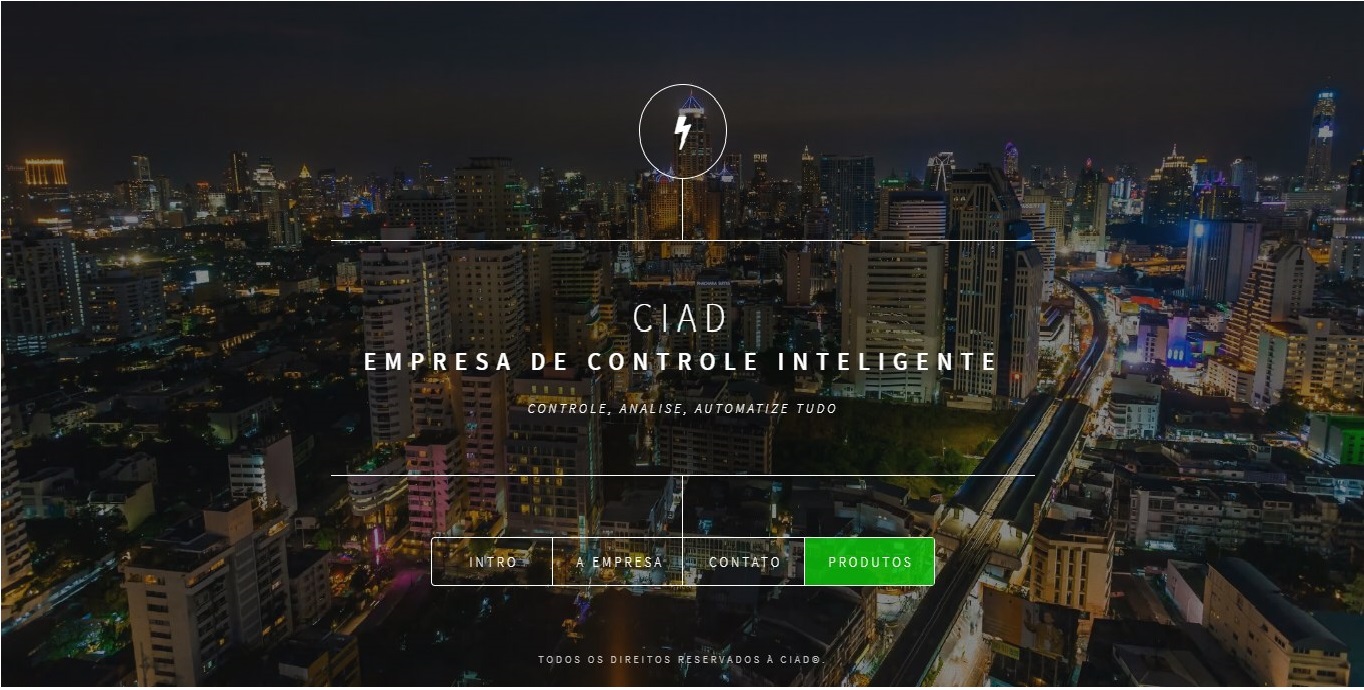 CIAD
EMPRESA DE CONTROLE INTELIGENTE
CONTROLE, ANALISE, AUTOMATIZE TUDO
INTRO
A EMPRESA
CONTATO
PRODUTOS
TODOS OS DIREITOS RESERVADOS À CIAD®.